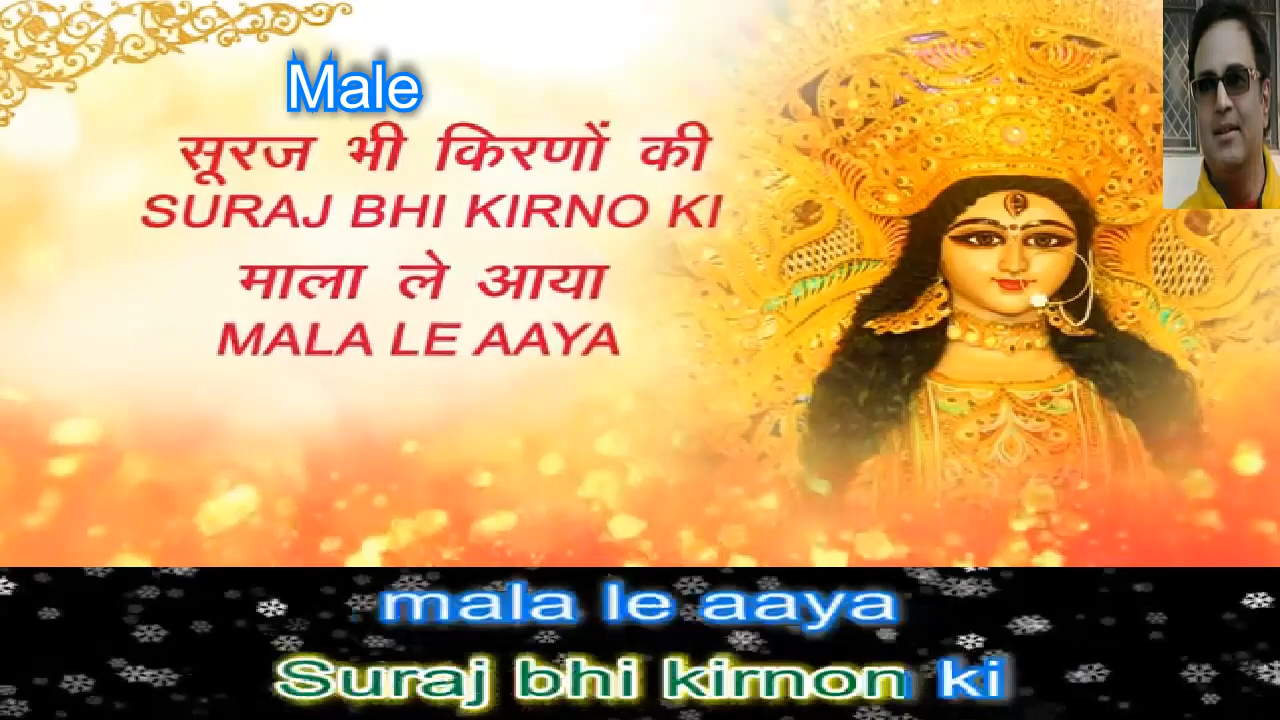 Male
सूरज भी किरणों की
SURAJ BHI KIRNO KI
माला ले आया
MALA LE AAYA
mala le aaya
Suraj bhi kirnon ki